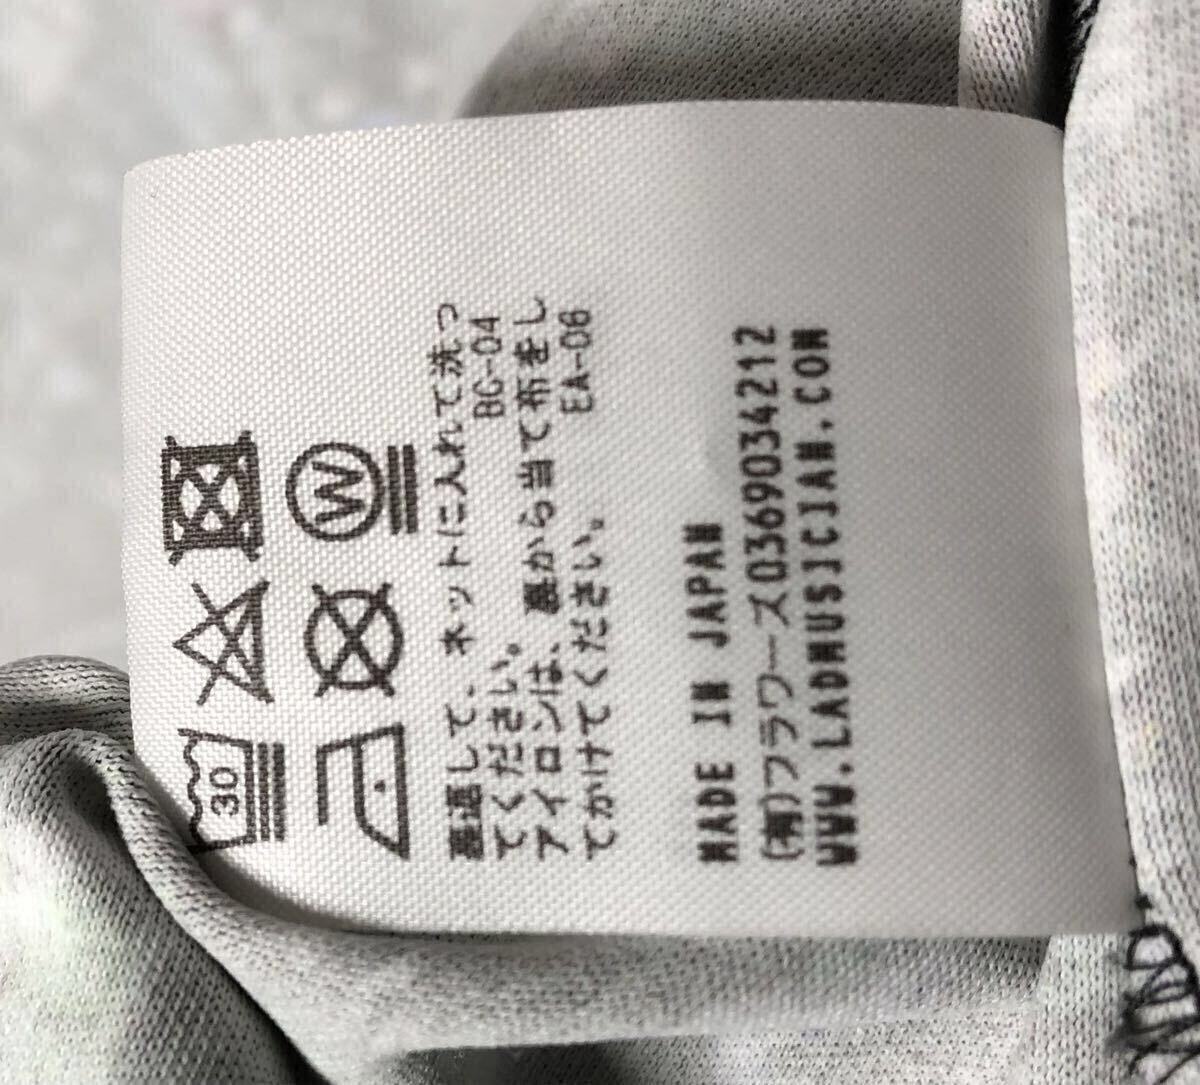 30
W
裏返して、ネットに入れて洗っ
てください。 BC-04
アイロンは、裏から当て布をし
てかけてください。 EA-06
MADE IN JAPAN
(有)フラワーズ0369034212
WWW.LADMUSICIAN.COM